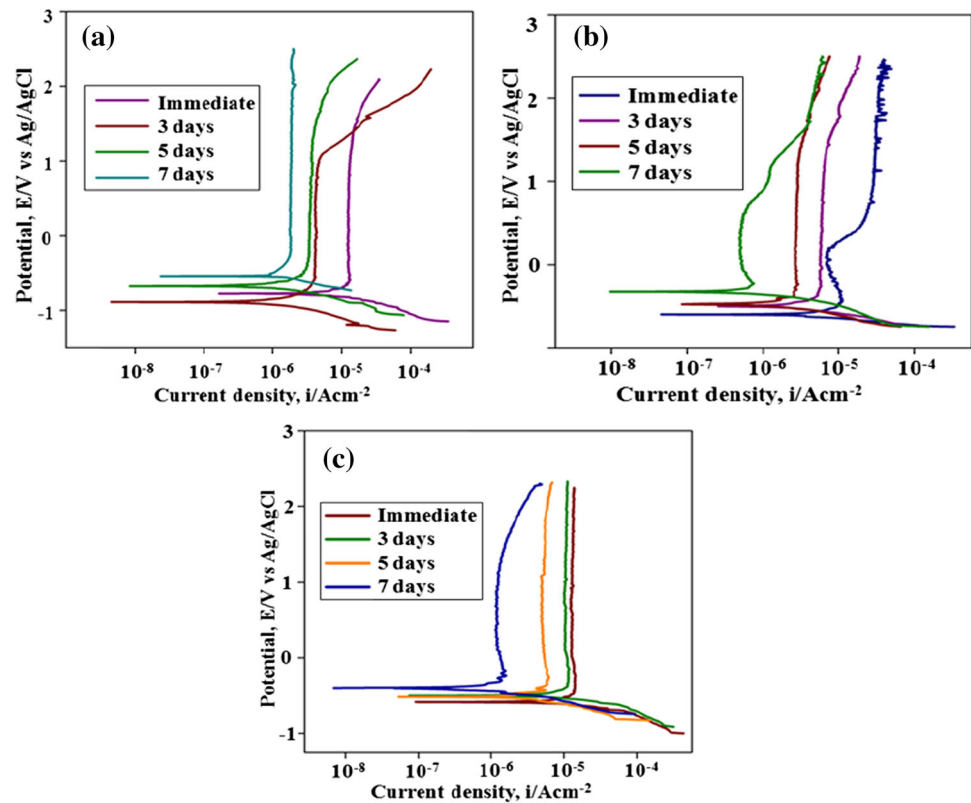 (a)
3
2
1
0
-1
Potential, E/V vs Ag/AgCl
Immediate
3 days
5 days
7 days
10-8
10-7
10-6
10-5
10-4
Current density, i/Acm-2
(b)
3
2
1
0
Potential, E/V vs Ag/AgCl
Immediate
3 days
5 days
7 days
10-8
10-7
10-6
10-5
10-4
Current density, i/Acm-2
(c)
3
2
1
0
-1
Potential, E/V vs Ag/AgCl
Immediate
3 days
5 days
7 days
10-8
10-7
10-6
10-5
10-4
Current density, i/Acm-2